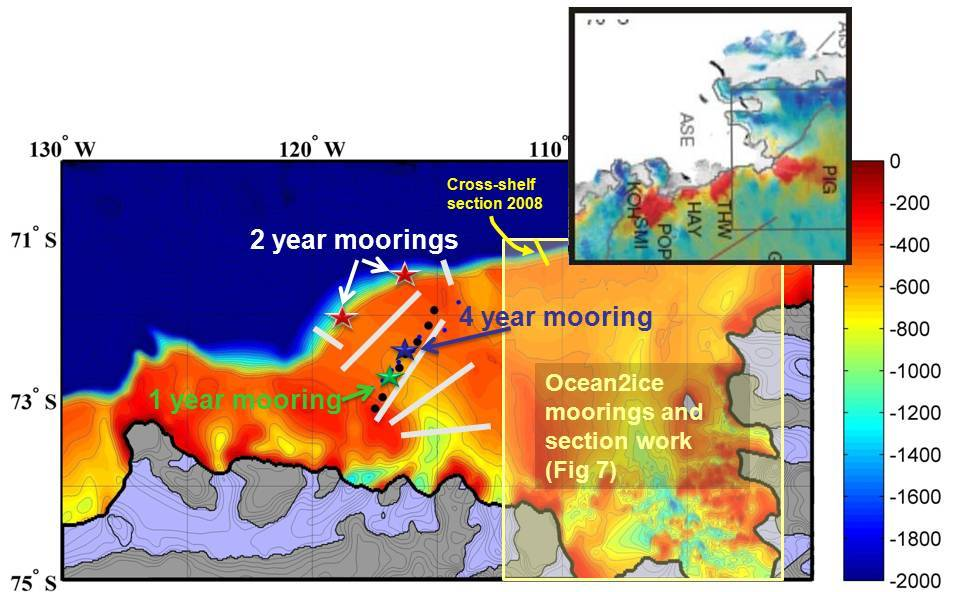 130° W
120° W
110°
71° S
73° S
75° S
Cross-shelf
section 2008
2 year moorings
4 year mooring
1 year mooring
Ocean2ice
moorings and
section work
(Fig 7)
ASE
PIG
THW
HAY
POP
SMI
KOH
0
-200
-400
-600
-800
-1000
-1200
-1400
-1600
-1800
-2000